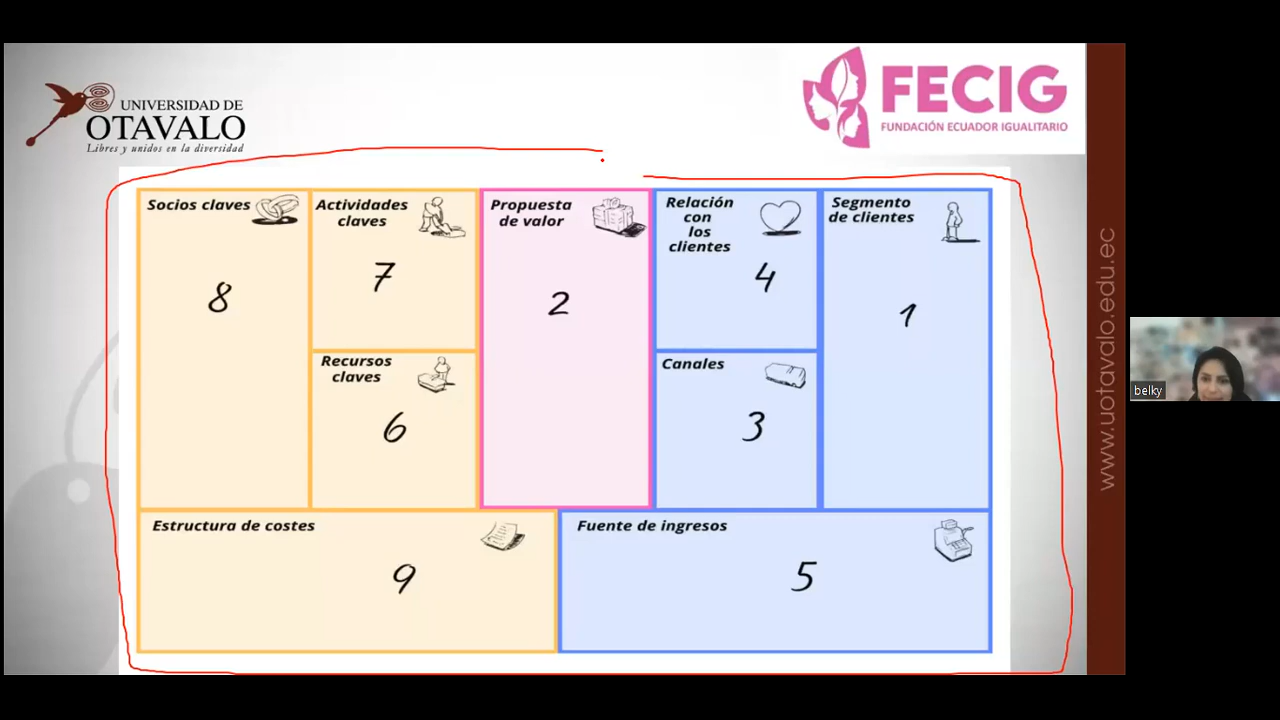 UNIVERSIDAD DE
OTAVALO
Libres y unidos en la diversidad
FECIG
FUNDACIÓN ECUADOR IGUALITARIO
Socios claves
8
Actividades
claves
7
Recursos
claves
6
Propuesta
de valor
2
Relación
con
los
clientes
4
Canales
3
Segmento
de clientes
1
Estructura de costes
9
Fuente de ingresos
5
www.uotavalo.edu.ec
belky